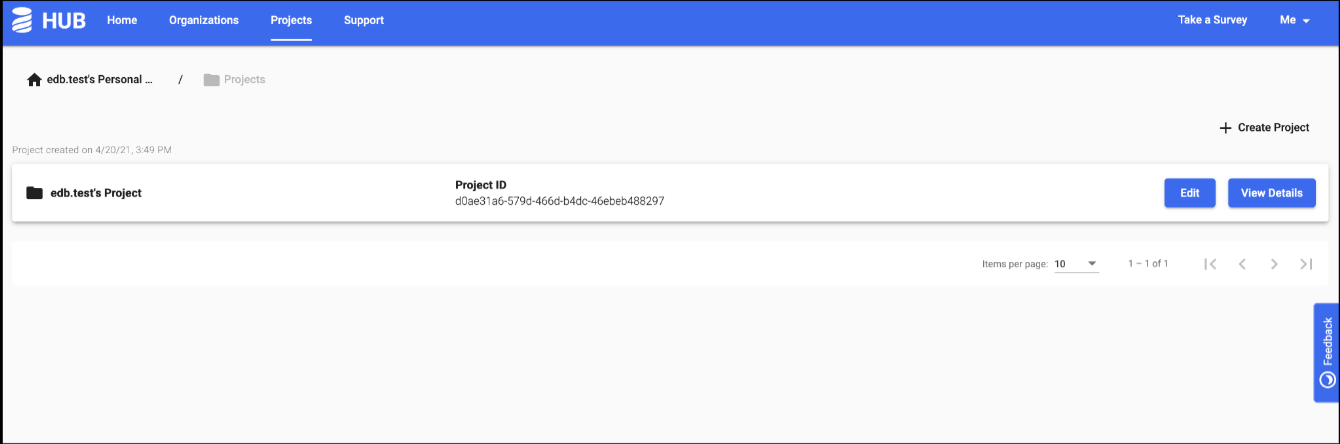 HUB Home Organizations Projects Support Take a Survey Me
edb.test's Personal ... / Projects
Create Project
Project created on 4/20/21, 3:49 PM
edb.test's Project
Project ID
d0ae31a6-579d-466d-b4dc-46ebeb488297
Edit View Details
Items per page: 10 1 – 1 of 1
Feedback